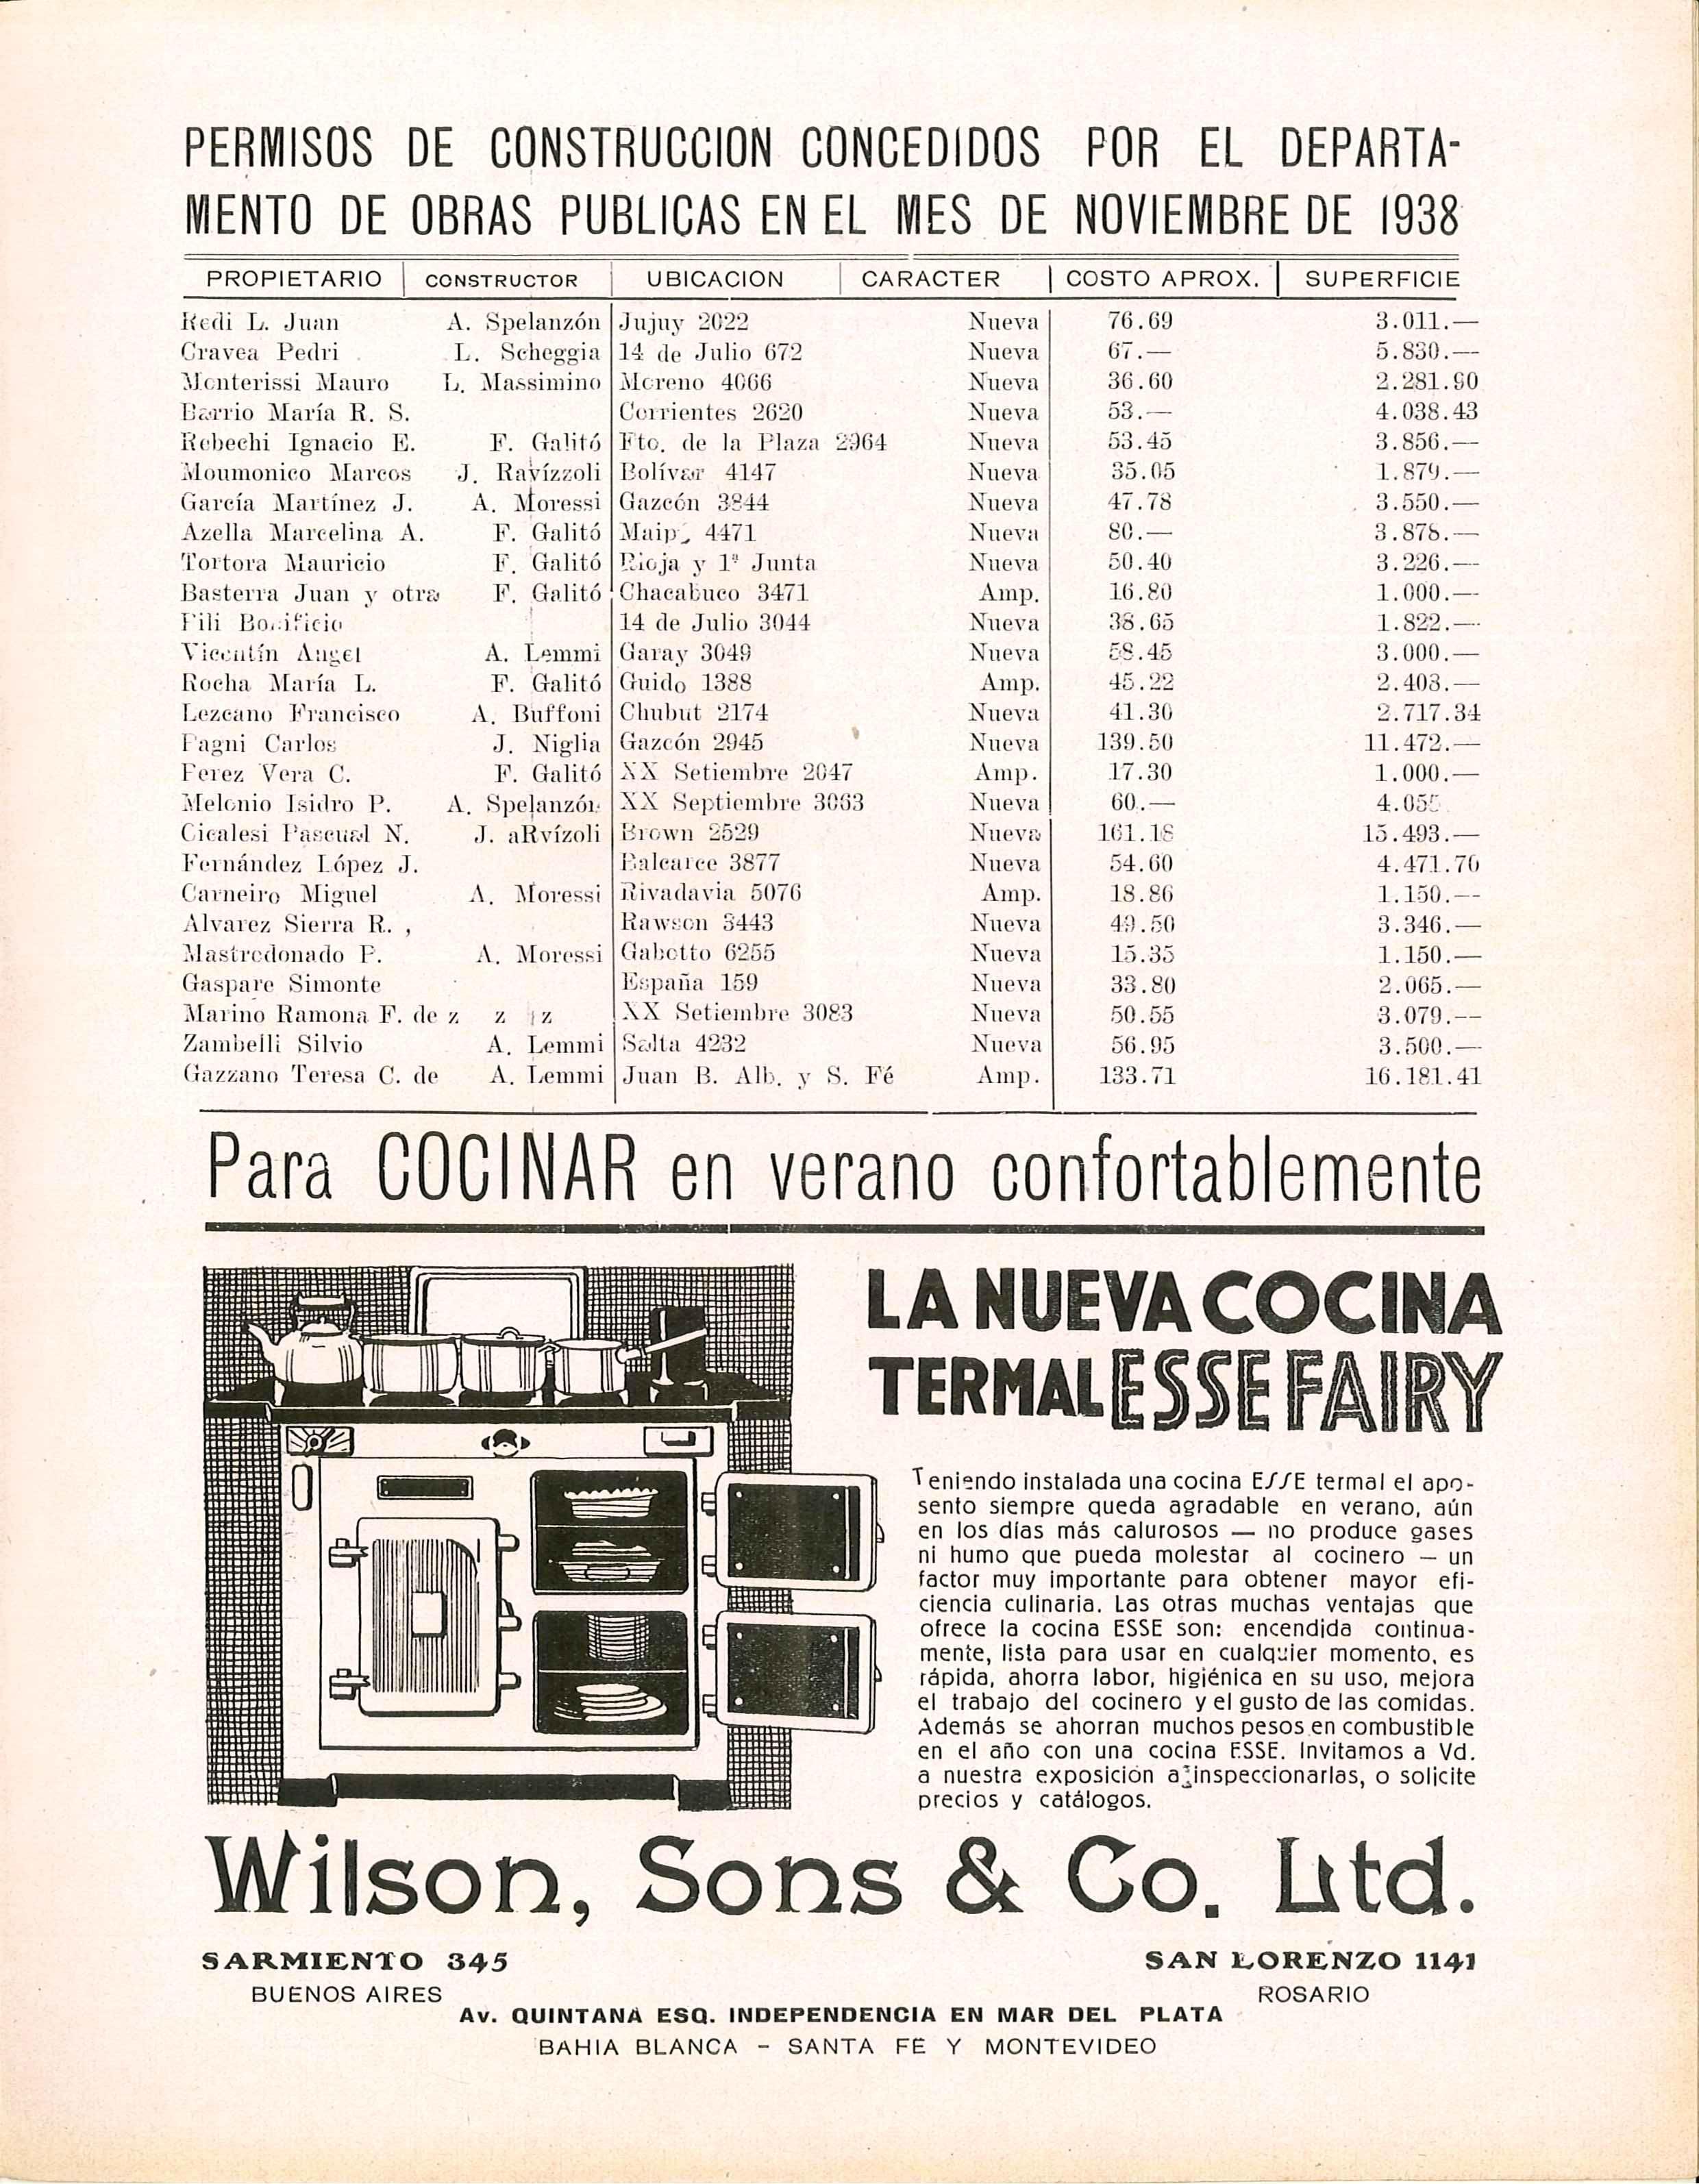 PERMISOS DE CONSTRUCCION CONCEDIDOS POR EL DEPARTA-
MENTO DE OBRAS PUBLICAS EN EL MES DE NOVIEMBRE DE 1938
PROPIETARIO CONSTRUCTOR UBICACION CARACTER COSTO APROX. SUPERFICIE
Redi L. Juan A. Spelanzón Jujuy 2022 Nueva 76.69 3.011.—
Cravea Pedri L. Scheggia 14 de Julio 672 Nueva 67.— 5.830.—
Monterissi Mauro L. Massimino Moreno 4066 Nueva 36.60 2.281.90
Barrio María R. S. Corrientes 2620 Nueva 53.— 4.038.43
Rebechi Ignacio E. F. Galitó Fto. de la Plaza 2964 Nueva 53.45 3.856.—
Moumonico Marcos J. Ravízzoli Bolívar 4147 Nueva 35.05 1.879.—
García Martínez J. A. Moressi Gazcón 3844 Nueva 47.78 3.550.—
Azella Marcelina A. F. Galitó Maip 4471 Nueva 80.— 3.878.—
Tortora Mauricio F. Galitó Rioja y 1ª Junta Nueva 50.40 3.226.—
Basterra Juan y otra F. Galitó Chacabuco 3471 Amp. 16.80 1.000.—
Fili Bonificio 14 de Julio 3044 Nueva 38.65 1.822.—
Vicentín Angel A. Lemmi Garay 3049 Nueva 58.45 3.000.—
Rocha María L. F. Galitó Guido 1388 Amp. 45.22 2.403.—
Lezcano Francisco A. Buffoni Chubut 2174 Nueva 41.30 2.717.34
Fagni Carlos J. Niglia Gazcón 2945 Nueva 139.50 11.472.—
Ferez Vera C. F. Galitó XX Setiembre 2047 Amp. 17.30 1.000.—
Melonio Isidro P. A. Spelanzón XX Septiembre 3063 Nueva 60.— 4.055
Cicalesi Pascual N. J. aRvízoli Brown 2529 Nueva 161.18 15.493.—
Fernández López J. Balcarce 3877 Nueva 54.60 4.471.70
Carneiro Miguel A. Moressi Rivadavia 5076 Amp. 18.86 1.150.—
Alvarez Sierra R. , Rawson 3443 Nueva 49.50 3.346.—
Mastredonado P. A. Moressi Gabotto 6255 Nueva 15.35 1.150.—
Gaspare Simonte España 159 Nueva 33.80 2.065.—
Marino Ramona F. de z z z XX Setiembre 3083 Nueva 50.55 3.079.—
Zambelli Silvio A. Lemmi Salta 4232 Nueva 56.95 3.500.—
Gazzano Teresa C. de A. Lemmi Juan B. Alb. y S. Fé Amp. 133.71 16.181.41
Para COCINAR en verano confortablemente
LA NUEVA COCINA
TERMAL ESSE FAIRY
Teniendo instalada una cocina ESSE termal el apo-
sento siempre queda agradable en verano, aún
en los días más calurosos — no produce gases
ni humo que pueda molestar al cocinero — un
factor muy importante para obtener mayor efi-
ciencia culinaria. Las otras muchas ventajas que
ofrece la cocina ESSE son: encendida continua-
mente, lista para usar en cualquier momento, es
rápida, ahorra labor, higiénica en su uso, mejora
el trabajo del cocinero y el gusto de las comidas.
Además se ahorran muchos pesos en combustible
en el año con una cocina ESSE. Invitamos a Vd.
a nuestra exposición a inspeccionarlas, o solicite
precios y catálogos.
Wilson, Sons & Co. Ltd.
SARMIENTO 345 SAN LORENZO 1141
BUENOS AIRES ROSARIO
Av. QUINTANA ESQ. INDEPENDENCIA EN MAR DEL PLATA
BAHIA BLANCA - SANTA FE Y MONTEVIDEO